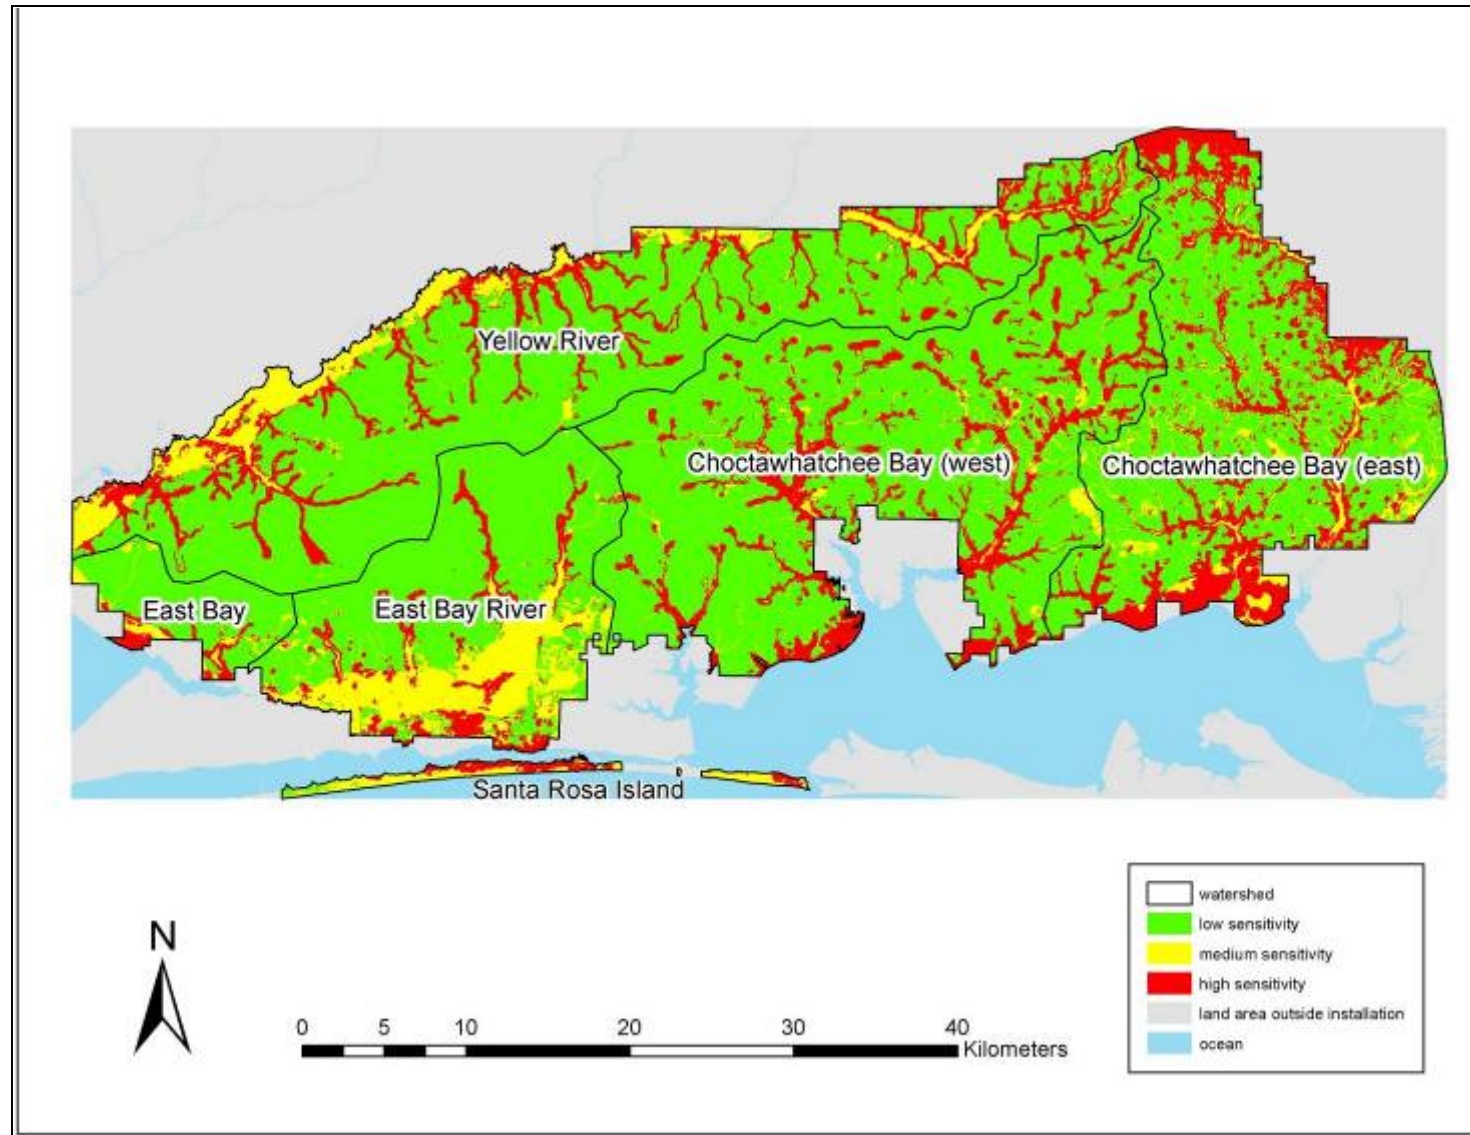 Yellow River
Choctawhatchee Bay (west)
Choctawhatchee Bay (east)
East Bay
East Bay River
Santa Rosa Island
watershed
low sensitivity
medium sensitivity
high sensitivity
land area outside installation
ocean
N
0 5 10 20 30 40
Kilometers